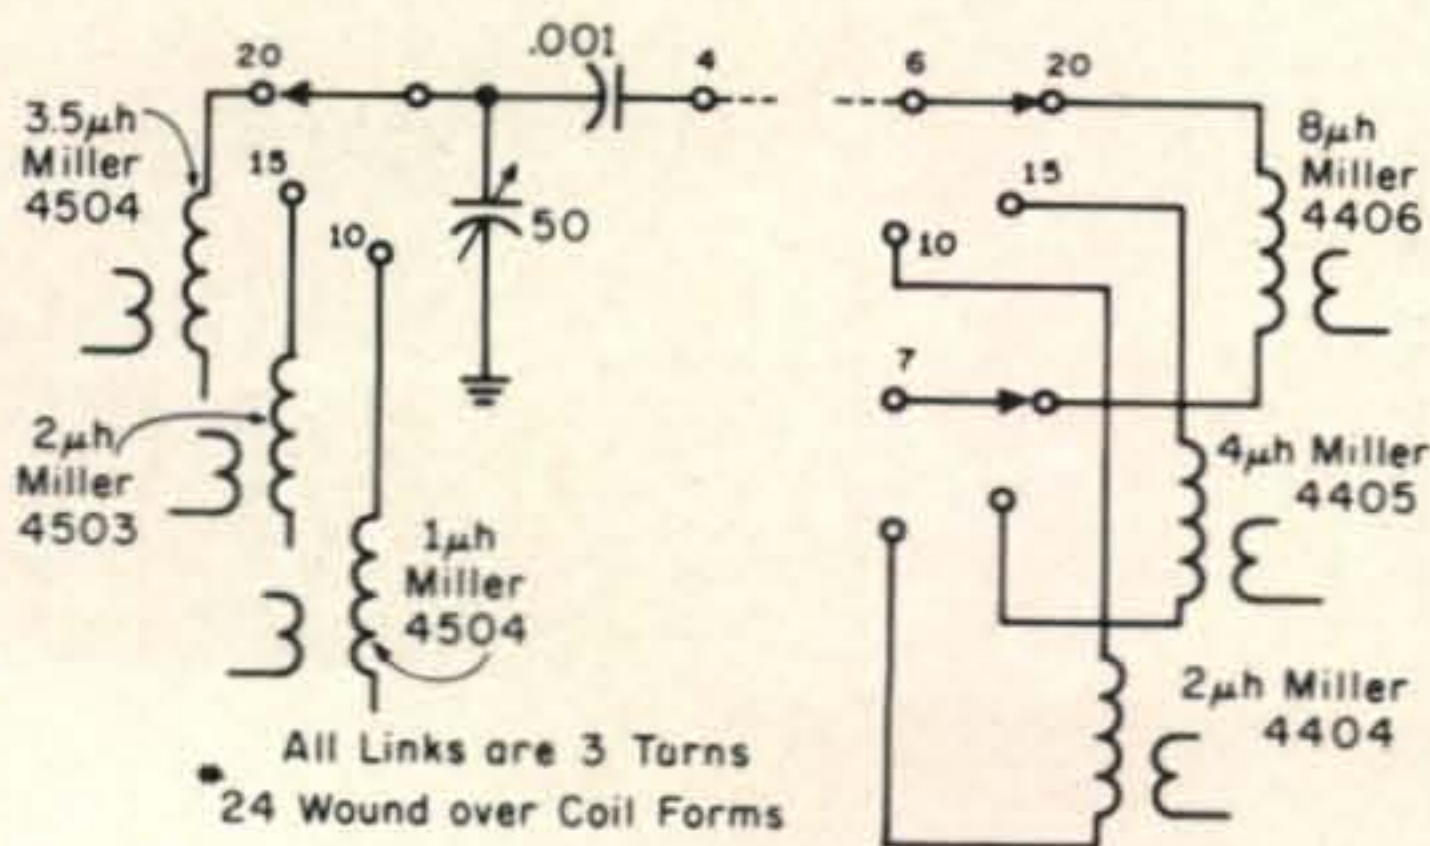 20
.001
4
6
20
3.5μh
Miller
4504
15
10
50
15
10
8μh
Miller
4406
7
2μh
Miller
4503
1μh
Miller
4504
4μh Miller
4405
2μh Miller
4404
All Links are 3 Turns
24 Wound over Coil Forms